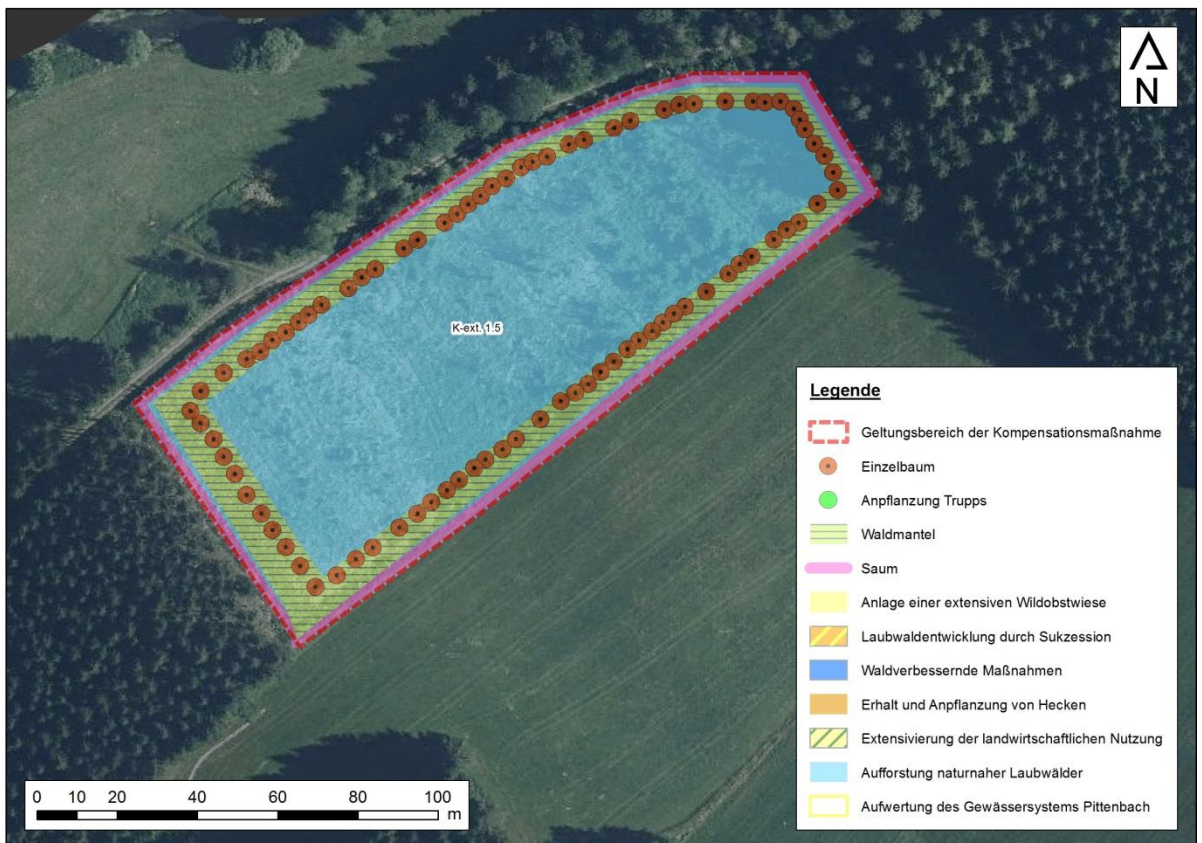 N
K-ext. 1.5
Legende
Geltungsbereich der Kompensationsmaßnahme
Einzelbaum
Anpflanzung Trupps
Waldmantel
Saum
Anlage einer extensiven Wildobstwiese
Laubwaldentwicklung durch Sukzession
Waldverbessernde Maßnahmen
Erhalt und Anpflanzung von Hecken
Extensivierung der landwirtschaftlichen Nutzung
Aufforstung naturnaher Laubwälder
Aufwertung des Gewässersystems Pittenbach
0 10 20 40 60 80 100
m